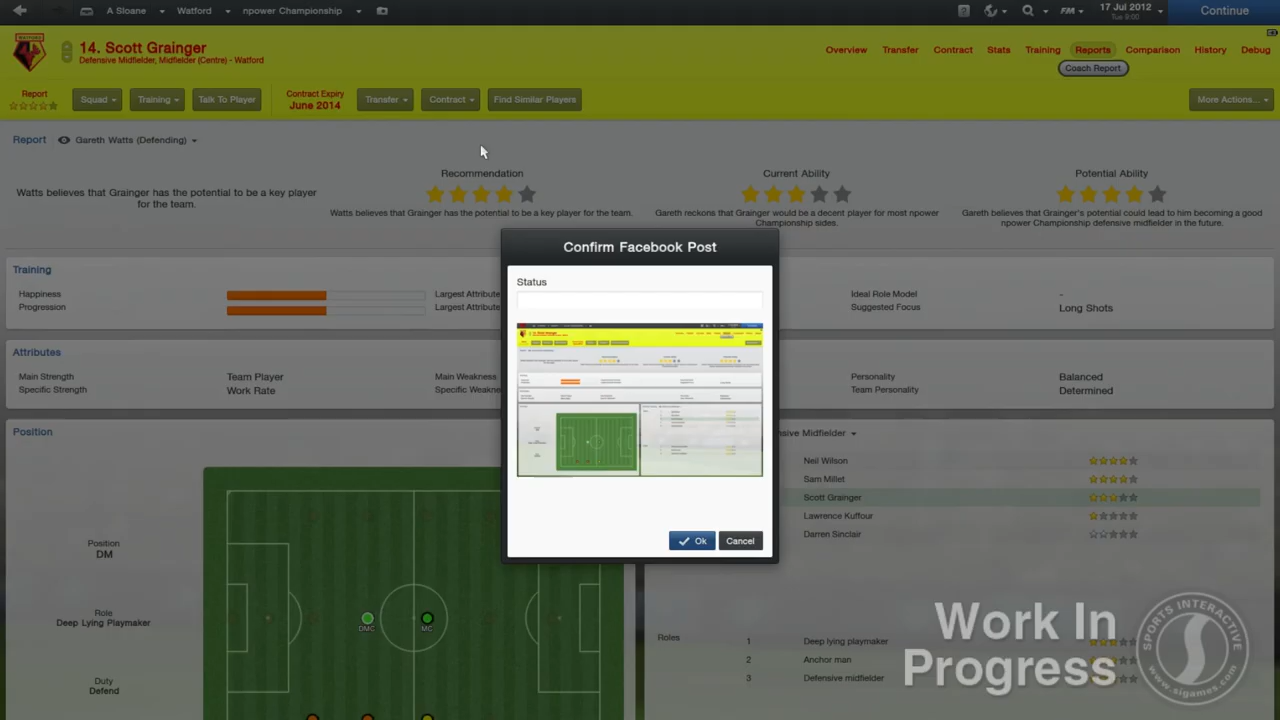 A Sloane Watford npower Championship FM 17 Jul 2012 Continue
Tue 9:00
14. Scott Grainger
Defensive Midfielder, Midfielder (Centre) - Watford
Overview Transfer Contract Stats Training Reports Comparison History Debug
Coach Report
Report Squad Training Talk To Player Contract Expiry June 2014 Transfer Contract Find Similar Players More Actions...
Report Gareth Watts (Defending)
Watts believes that Grainger has the potential to be a key player
for the team.
Recommendation
Watts believes that Grainger has the potential to be a key player for the team.
Current Ability
Gareth reckons that Grainger would be a decent player for most npower
Championship sides.
Potential Ability
Gareth believes that Grainger's potential could lead to him becoming a good
npower Championship defensive midfielder in the future.
Confirm Facebook Post
Status
Ok Cancel
Training
Happiness Largest Attribute
Progression Largest Attribute
Ideal Role Model -
Suggested Focus Long Shots
Attributes
Main Strength Team Player Main Weakness
Specific Strength Work Rate Specific Weakne
Personality Balanced
Team Personality Determined
Position
Position
DM
Role
Deep Lying Playmaker
Duty
Defend
DMC MC
sive Midfielder
Neil Wilson
Sam Millet
Scott Grainger
Lawrence Kuffour
Darren Sinclair
Roles 1 Deep lying playmaker
2 Anchor man
3 Defensive midfielder
Work In
Progress
SPORTS INTERACTIVE
www.sigames.com